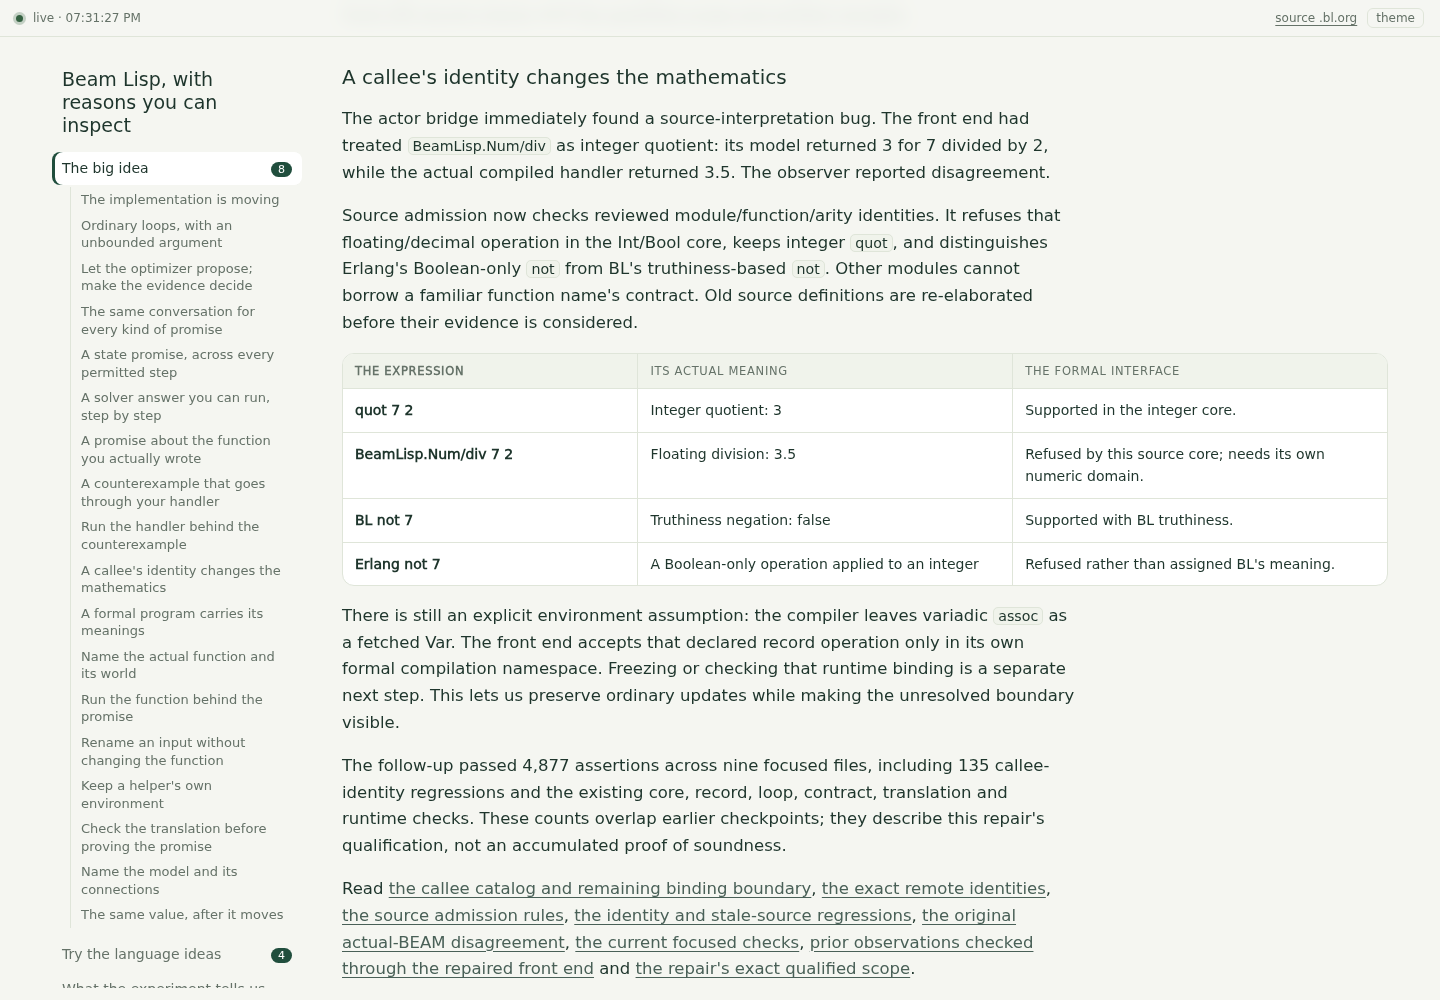 live · 07:31:27 PM
source .bl.org
theme
Beam Lisp, with
reasons you can
inspect
The big idea
8
The implementation is moving
Ordinary loops, with an
unbounded argument
Let the optimizer propose;
make the evidence decide
The same conversation for
every kind of promise
A state promise, across every
permitted step
A solver answer you can run,
step by step
A promise about the function
you actually wrote
A counterexample that goes
through your handler
Run the handler behind the
counterexample
A callee's identity changes the
mathematics
A formal program carries its
meanings
Name the actual function and
its world
Run the function behind the
promise
Rename an input without
changing the function
Keep a helper's own
environment
Check the translation before
proving the promise
Name the model and its
connections
The same value, after it moves
Try the language ideas
4
What the experiment tells us
A callee's identity changes the mathematics
The actor bridge immediately found a source-interpretation bug. The front end had
treated BeamLisp.Num/div as integer quotient: its model returned 3 for 7 divided by 2,
while the actual compiled handler returned 3.5. The observer reported disagreement.
Source admission now checks reviewed module/function/arity identities. It refuses that
floating/decimal operation in the Int/Bool core, keeps integer quot, and distinguishes
Erlang's Boolean-only not from BL's truthiness-based not. Other modules cannot
borrow a familiar function name's contract. Old source definitions are re-elaborated
before their evidence is considered.
THE EXPRESSION
ITS ACTUAL MEANING
THE FORMAL INTERFACE
quot 7 2
Integer quotient: 3
Supported in the integer core.
BeamLisp.Num/div 7 2
Floating division: 3.5
Refused by this source core; needs its own
numeric domain.
BL not 7
Truthiness negation: false
Supported with BL truthiness.
Erlang not 7
A Boolean-only operation applied to an integer
Refused rather than assigned BL's meaning.
There is still an explicit environment assumption: the compiler leaves variadic assoc as
a fetched Var. The front end accepts that declared record operation only in its own
formal compilation namespace. Freezing or checking that runtime binding is a separate
next step. This lets us preserve ordinary updates while making the unresolved boundary
visible.
The follow-up passed 4,877 assertions across nine focused files, including 135 callee-
identity regressions and the existing core, record, loop, contract, translation and
runtime checks. These counts overlap earlier checkpoints; they describe this repair's
qualification, not an accumulated proof of soundness.
Read the callee catalog and remaining binding boundary, the exact remote identities,
the source admission rules, the identity and stale-source regressions, the original
actual-BEAM disagreement, the current focused checks, prior observations checked
through the repaired front end and the repair's exact qualified scope.